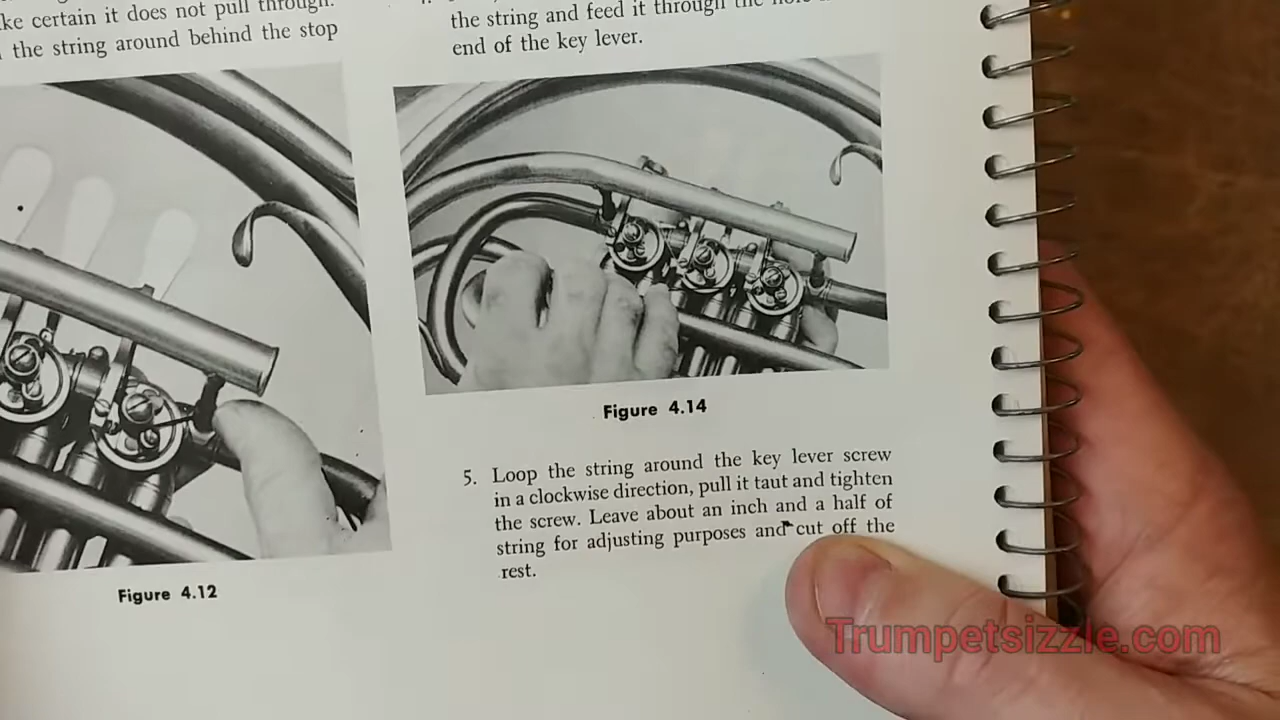 ke certain it does not pull through.
the string around behind the stop
Figure 4.12
the string and feed it through the hole
end of the key lever.
Figure 4.14
5. Loop the string around the key lever screw
in a clockwise direction, pull it taut and tighten
the screw. Leave about an inch and a half of
string for adjusting purposes and cut off the
rest.
Trumpetsizzle.com